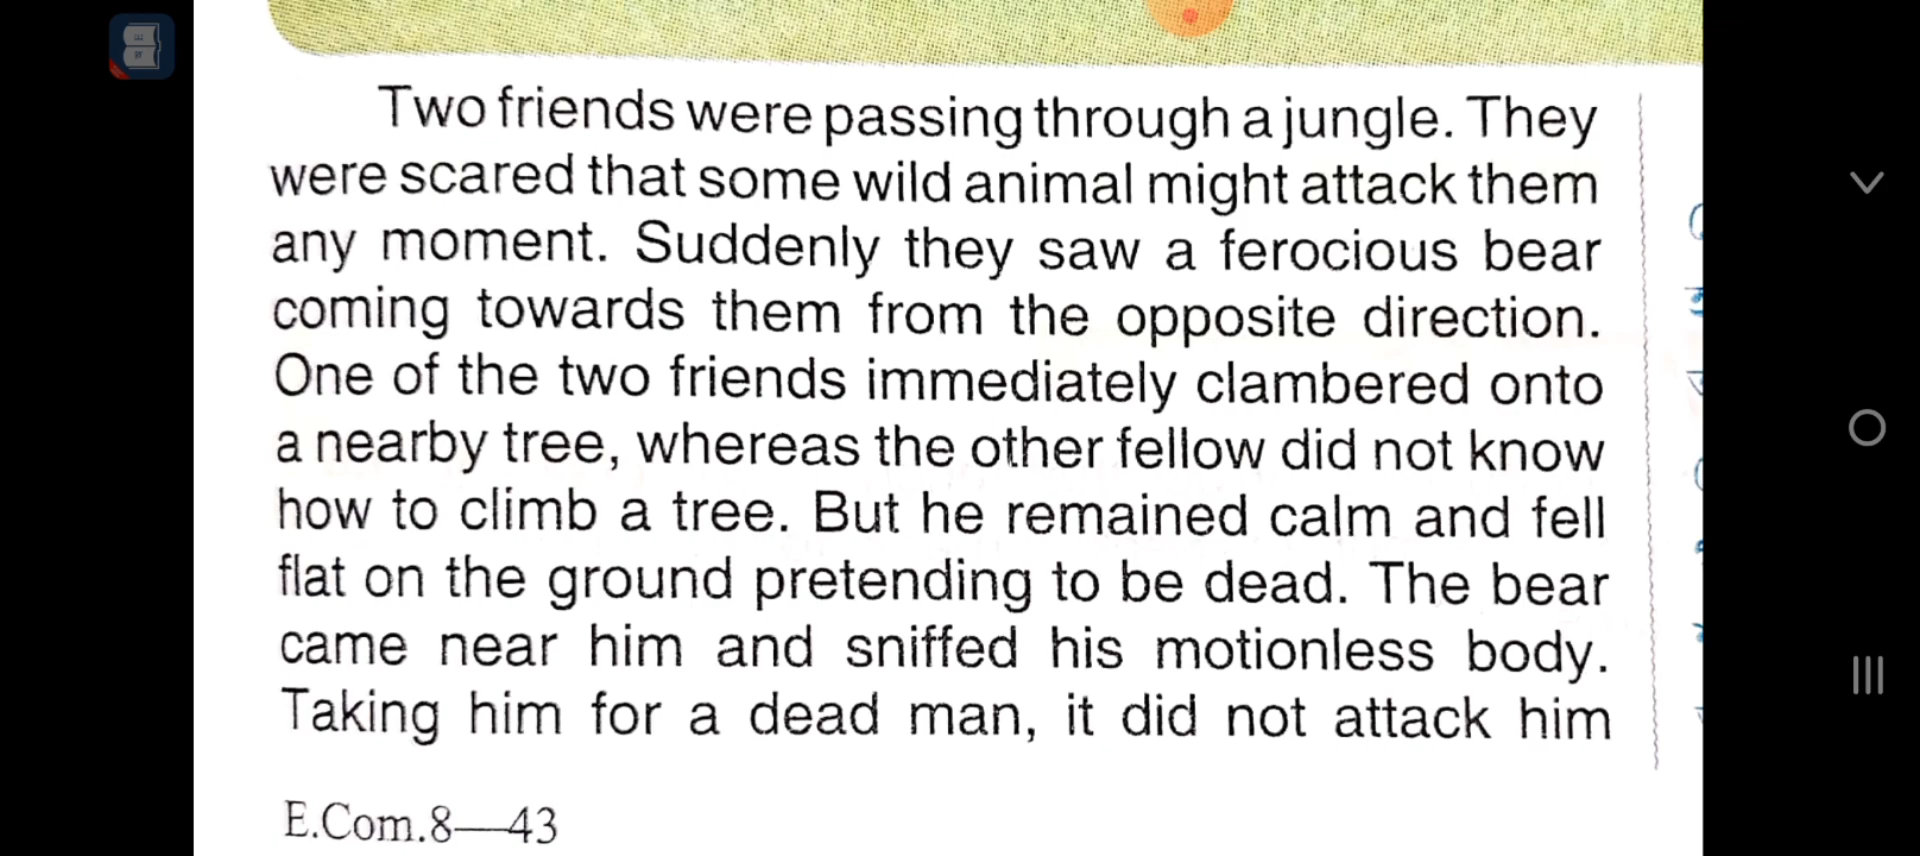 Two friends were passing through a jungle. They
were scared that some wild animal might attack them
any moment. Suddenly they saw a ferocious bear
coming towards them from the opposite direction.
One of the two friends immediately clambered onto
a nearby tree, whereas the other fellow did not know
how to climb a tree. But he remained calm and fell
flat on the ground pretending to be dead. The bear
came near him and sniffed his motionless body.
Taking him for a dead man, it did not attack him
E.Com.8—43